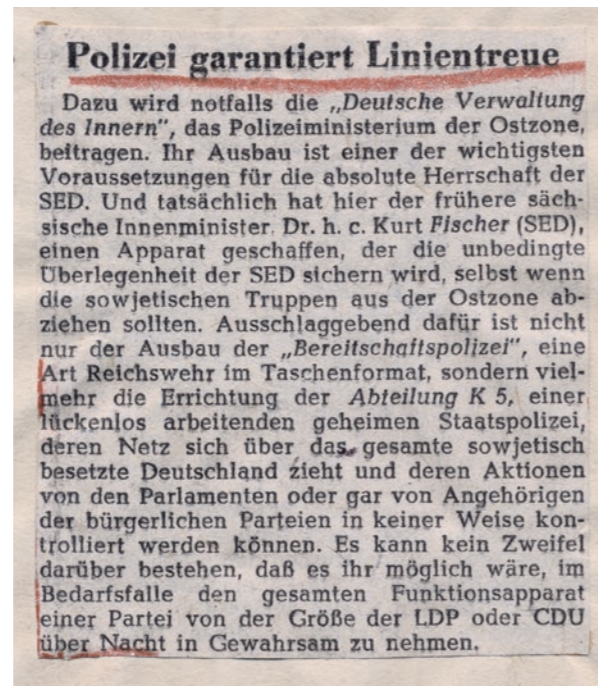 Polizei garantiert Linientreue
Dazu wird notfalls die „Deutsche Verwaltung
des Innern", das Polizeiministerium der Ostzone,
beitragen. Ihr Ausbau ist einer der wichtigsten
Voraussetzungen für die absolute Herrschaft der
SED. Und tatsächlich hat hier der frühere säch-
sische Innenminister Dr. h. c. Kurt Fischer (SED),
einen Apparat geschaffen, der die unbedingte
Überlegenheit der SED sichern wird, selbst wenn
die sowjetischen Truppen aus der Ostzone ab-
ziehen sollten. Ausschlaggebend dafür ist nicht
nur der Ausbau der „Bereitschaftspolizei", eine
Art Reichswehr im Taschenformat, sondern viel-
mehr die Errichtung der Abteilung K 5, einer
lückenlos arbeitenden geheimen Staatspolizei,
deren Netz sich über das gesamte sowjetisch
besetzte Deutschland zieht und deren Aktionen
von den Parlamenten oder gar von Angehörigen
der bürgerlichen Parteien in keiner Weise kon-
trolliert werden können. Es kann kein Zweifel
darüber bestehen, daß es ihr möglich wäre, im
Bedarfsfalle den gesamten Funktionsapparat
einer Partei von der Größe der LDP oder CDU
über Nacht in Gewahrsam zu nehmen.